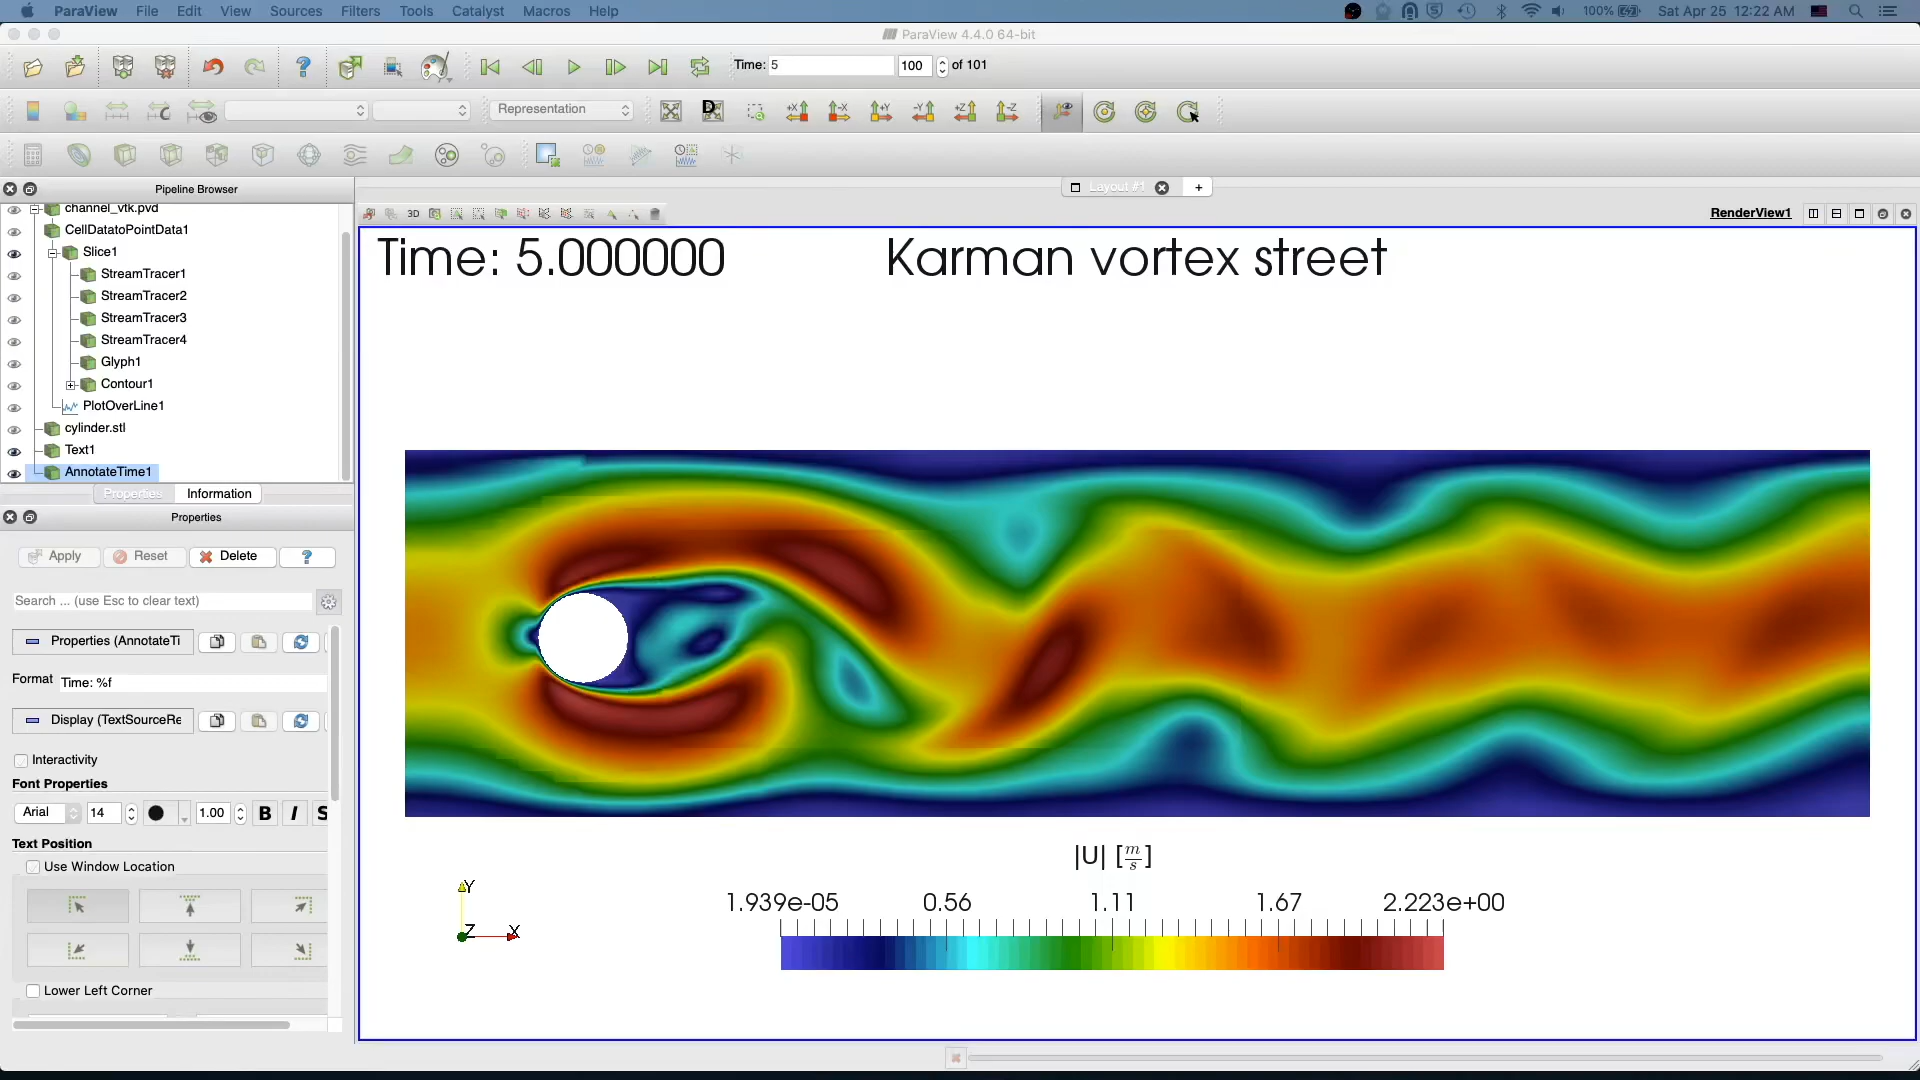 ParaView File Edit View Sources Filters Tools Catalyst Macros Help 100% Sat Apr 25 12:22 AM
ParaView 4.4.0 64-bit
Time: 5 100 of 101
Representation
Pipeline Browser
Layout #1
+
channel_vtk.pvd
CellDatatoPointData1
Slice1
StreamTracer1
StreamTracer2
StreamTracer3
StreamTracer4
Glyph1
Contour1
PlotOverLine1
cylinder.stl
Text1
AnnotateTime1
Properties Information
Properties
Apply Reset Delete ?
Search ... (use Esc to clear text)
Properties (AnnotateTi
Format Time: %f
Display (TextSourceRe
Interactivity
Font Properties
Arial 14 1.00 B I S
Text Position
Use Window Location
Lower Left Corner
3D
RenderView1
Time: 5.000000 Karman vortex street
|U| [m/s]
1.939e-05 0.56 1.11 1.67 2.223e+00
Y
Z X